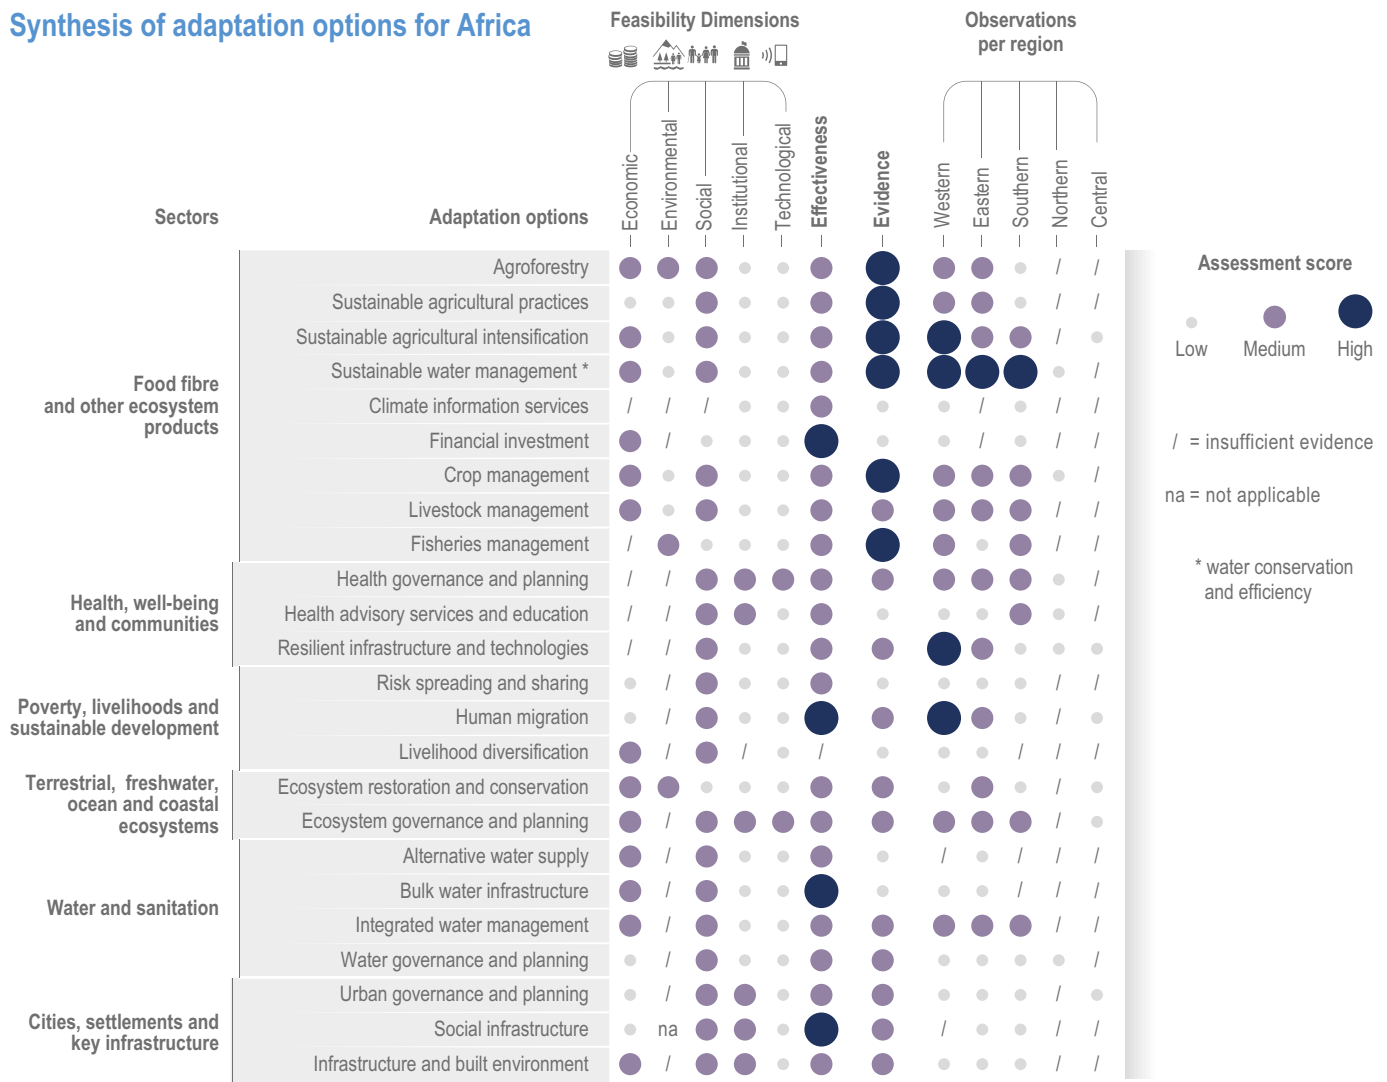 Synthesis of adaptation options for Africa
Feasibility Dimensions
Observations
per region
Sectors
Adaptation options
Economic
Environmental
Social
Institutional
Technological
Effectiveness
Evidence
Western
Eastern
Southern
Northern
Central
Food fibre
and other ecosystem
products
Agroforestry / /
Sustainable agricultural practices / /
Sustainable agricultural intensification /
Sustainable water management * /
Climate information services / / / / / /
Financial investment / / / /
Crop management /
Livestock management / /
Fisheries management / / /
Health, well-being
and communities
Health governance and planning / / /
Health advisory services and education / / /
Resilient infrastructure and technologies / /
Poverty, livelihoods and
sustainable development
Risk spreading and sharing / / /
Human migration / /
Livelihood diversification / / / / / /
Terrestrial, freshwater,
ocean and coastal
ecosystems
Ecosystem restoration and conservation /
Ecosystem governance and planning / /
Water and sanitation
Alternative water supply / / / / /
Bulk water infrastructure / / / /
Integrated water management / / /
Water governance and planning / /
Cities, settlements and
key infrastructure
Urban governance and planning / /
Social infrastructure na / / /
Infrastructure and built environment / / /
Assessment score
Low Medium High
/ = insufficient evidence
na = not applicable
* water conservation
and efficiency